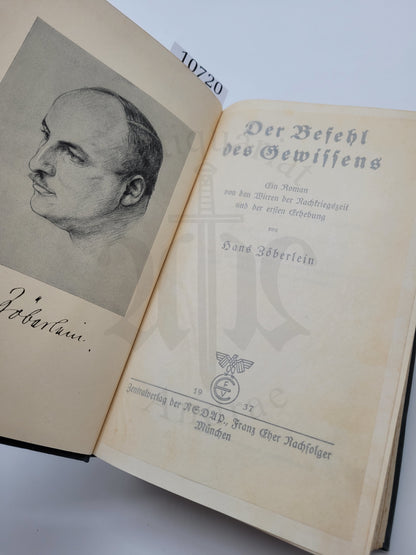 10720
Der Befehl
des Gewissens
Ein Roman
von den Wirren der Nachkriegszeit
und der ersten Erhebung
von
Hans Zöberlein
Zöberlein.
19 37
Zentralverlag der NSDAP., Franz Eher Nachfolger
München